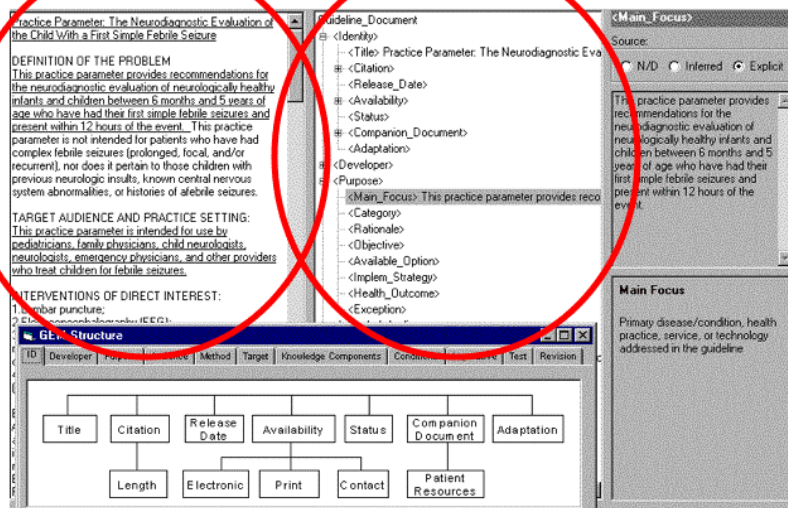 Practice Parameter: The Neurodiagnostic Evaluation of
the Child With a First Simple Febrile Seizure
DEFINITION OF THE PROBLEM
This practice parameter provides recommendations for
the neurodiagnostic evaluation of neurologically healthy
infants and children between 6 months and 5 years of
age who have had their first simple febrile seizures and
present within 12 hours of the event. This practice
parameter is not intended for patients who have had
complex febrile seizures (prolonged, focal, and/or
recurrent), nor does it pertain to those children with
previous neurologic insults, known central nervous
system abnormalities, or histories of afebrile seizures.
TARGET AUDIENCE AND PRACTICE SETTING:
This practice parameter is intended for use by
pediatricians, family physicians, child neurologists,
neurologists, emergency physicians, and other providers
who treat children for febrile seizures.
INTERVENTIONS OF DIRECT INTEREST:
1.Lumbar puncture;
Guideline_Document
<Identity>
<Title> Practice Parameter: The Neurodiagnostic Eva
<Citation>
<Release_Date>
<Availability>
<Status>
<Companion_Document>
<Adaptation>
<Developer>
<Purpose>
<Main_Focus> This practice parameter provides reco
<Category>
<Rationale>
<Objective>
<Available_Option>
<Implem_Strategy>
<Health_Outcome>
<Exception>
<Main_Focus>
Source:
N/D Inferred Explicit
This practice parameter provides
recommendations for the
neurodiagnostic evaluation of
neurologically healthy infants and
children between 6 months and 5
years of age who have had their
first simple febrile seizures and
present within 12 hours of the
event.
Main Focus
Primary disease/condition, health
practice, service, or technology
addressed in the guideline
GEM Structure
ID Developer Purpose Audience Method Target Knowledge Components Test Revision
Title Citation Release Date Availability Status Companion Document Adaptation
Length Electronic Print Contact Patient Resources